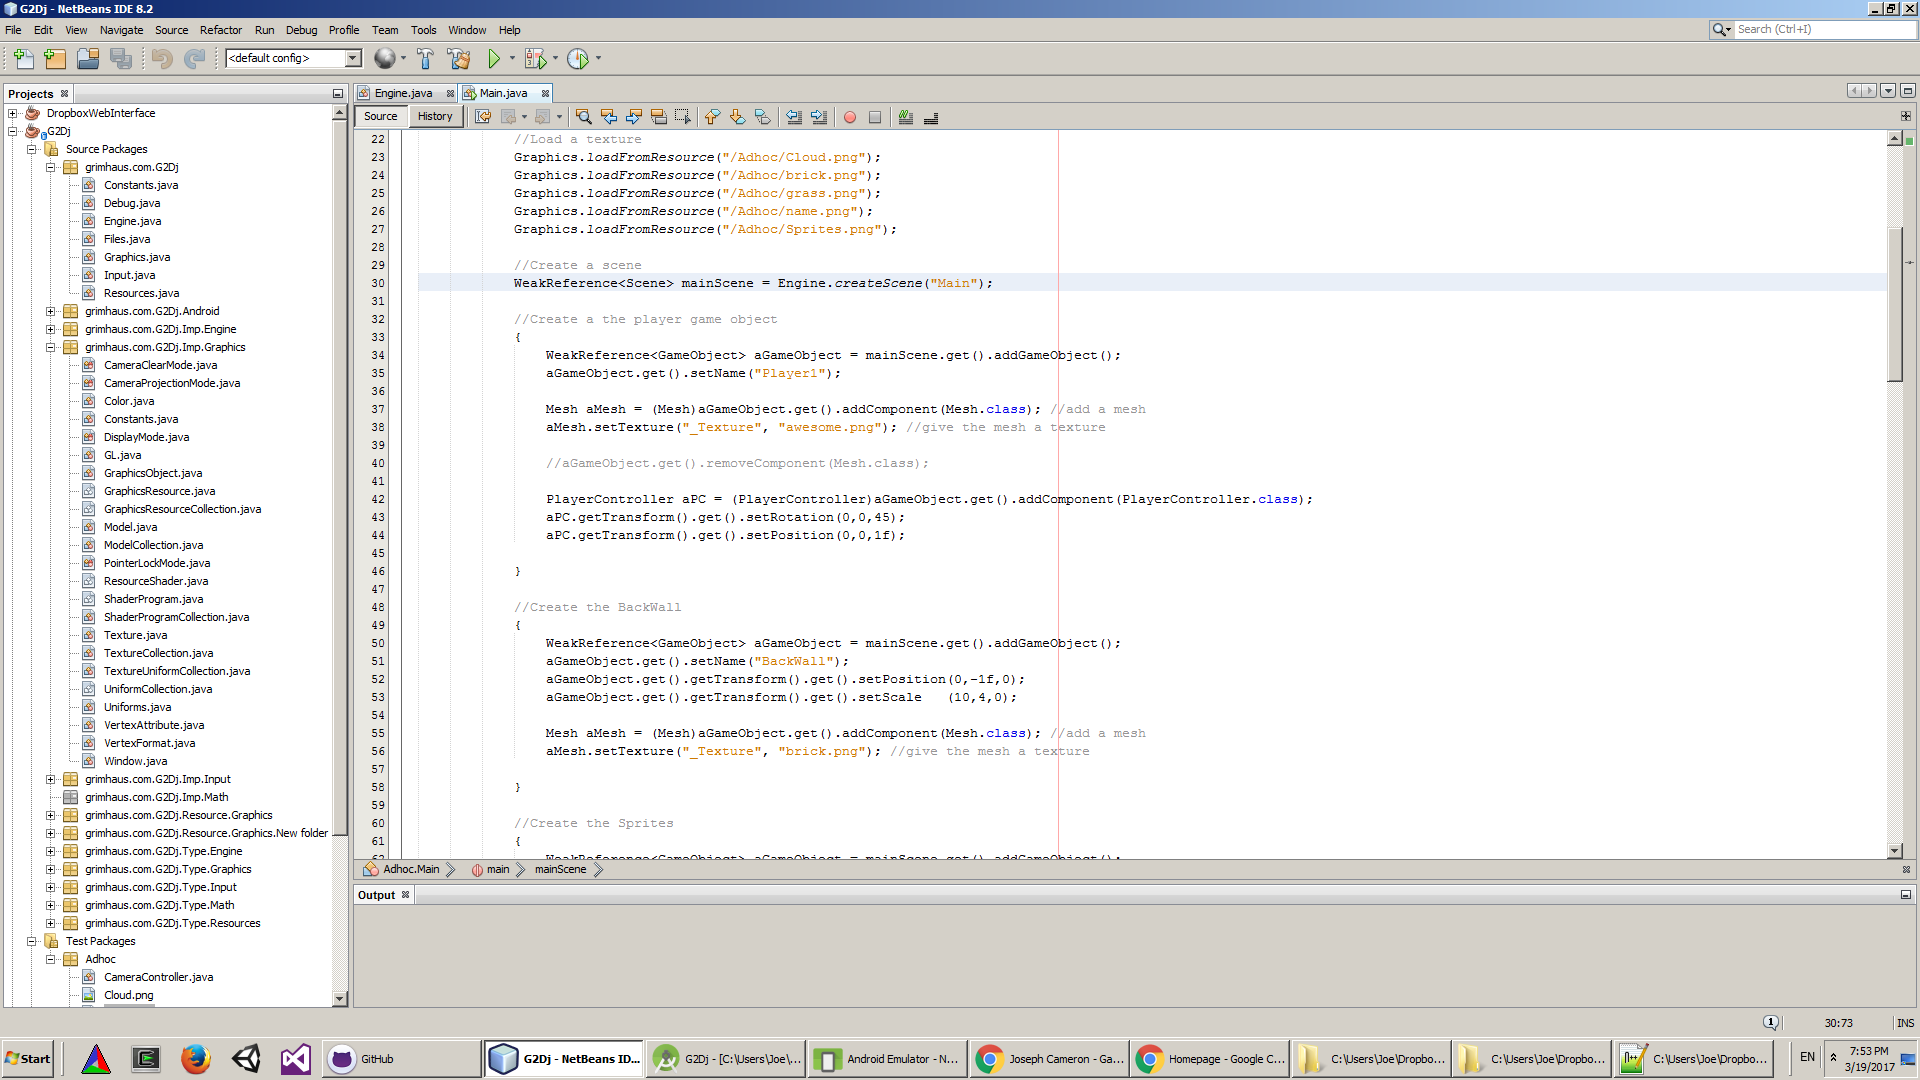 G2Dj - NetBeans IDE 8.2
File Edit View Navigate Source Refactor Run Debug Profile Team Tools Window Help
Search (Ctrl+I)
<default config>
Projects
DropboxWebInterface
G2Dj
Source Packages
grimhaus.com.G2Dj
Constants.java
Debug.java
Engine.java
Files.java
Graphics.java
Input.java
Resources.java
grimhaus.com.G2Dj.Android
grimhaus.com.G2Dj.Imp.Engine
grimhaus.com.G2Dj.Imp.Graphics
CameraClearMode.java
CameraProjectionMode.java
Color.java
Constants.java
DisplayMode.java
GL.java
GraphicsObject.java
GraphicsResource.java
GraphicsResourceCollection.java
Model.java
ModelCollection.java
PointerLockMode.java
ResourceShader.java
ShaderProgram.java
ShaderProgramCollection.java
Texture.java
TextureCollection.java
TextureUniformCollection.java
UniformCollection.java
Uniforms.java
VertexAttribute.java
VertexFormat.java
Window.java
grimhaus.com.G2Dj.Imp.Input
grimhaus.com.G2Dj.Imp.Math
grimhaus.com.G2Dj.Resource.Graphics
grimhaus.com.G2Dj.Resource.Graphics.New folder
grimhaus.com.G2Dj.Type.Engine
grimhaus.com.G2Dj.Type.Graphics
grimhaus.com.G2Dj.Type.Input
grimhaus.com.G2Dj.Type.Math
grimhaus.com.G2Dj.Type.Resources
Test Packages
Adhoc
CameraController.java
Cloud.png
Engine.java Main.java
Source History
22 //Load a texture
23 Graphics.loadFromResource("/Adhoc/Cloud.png");
24 Graphics.loadFromResource("/Adhoc/brick.png");
25 Graphics.loadFromResource("/Adhoc/grass.png");
26 Graphics.loadFromResource("/Adhoc/name.png");
27 Graphics.loadFromResource("/Adhoc/Sprites.png");
28
29 //Create a scene
30 WeakReference<Scene> mainScene = Engine.createScene("Main");
31
32 //Create a the player game object
33 {
34 WeakReference<GameObject> aGameObject = mainScene.get().addGameObject();
35 aGameObject.get().setName("Player1");
36
37 Mesh aMesh = (Mesh)aGameObject.get().addComponent(Mesh.class); //add a mesh
38 aMesh.setTexture("_Texture", "awesome.png"); //give the mesh a texture
39
40 //aGameObject.get().removeComponent(Mesh.class);
41
42 PlayerController aPC = (PlayerController)aGameObject.get().addComponent(PlayerController.class);
43 aPC.getTransform().get().setRotation(0,0,45);
44 aPC.getTransform().get().setPosition(0,0,1f);
45
46 }
47
48 //Create the BackWall
49 {
50 WeakReference<GameObject> aGameObject = mainScene.get().addGameObject();
51 aGameObject.get().setName("BackWall");
52 aGameObject.get().getTransform().get().setPosition(0,-1f,0);
53 aGameObject.get().getTransform().get().setScale   (10,4,0);
54
55 Mesh aMesh = (Mesh)aGameObject.get().addComponent(Mesh.class); //add a mesh
56 aMesh.setTexture("_Texture", "brick.png"); //give the mesh a texture
57
58 }
59
60 //Create the Sprites
61 {
62 WeakReference<GameObject> aGameObject = mainScene.get().addGameObject();
Adhoc.Main main mainScene
Output
1 30:73 INS
Start
GitHub
G2Dj - NetBeans ID...
G2Dj - [C:\Users\Joe\...
Android Emulator - N...
Joseph Cameron - Ga...
Homepage - Google C...
C:\Users\Joe\Dropbo...
C:\Users\Joe\Dropbo...
C:\Users\Joe\Dropbo...
EN
7:53 PM
3/19/2017